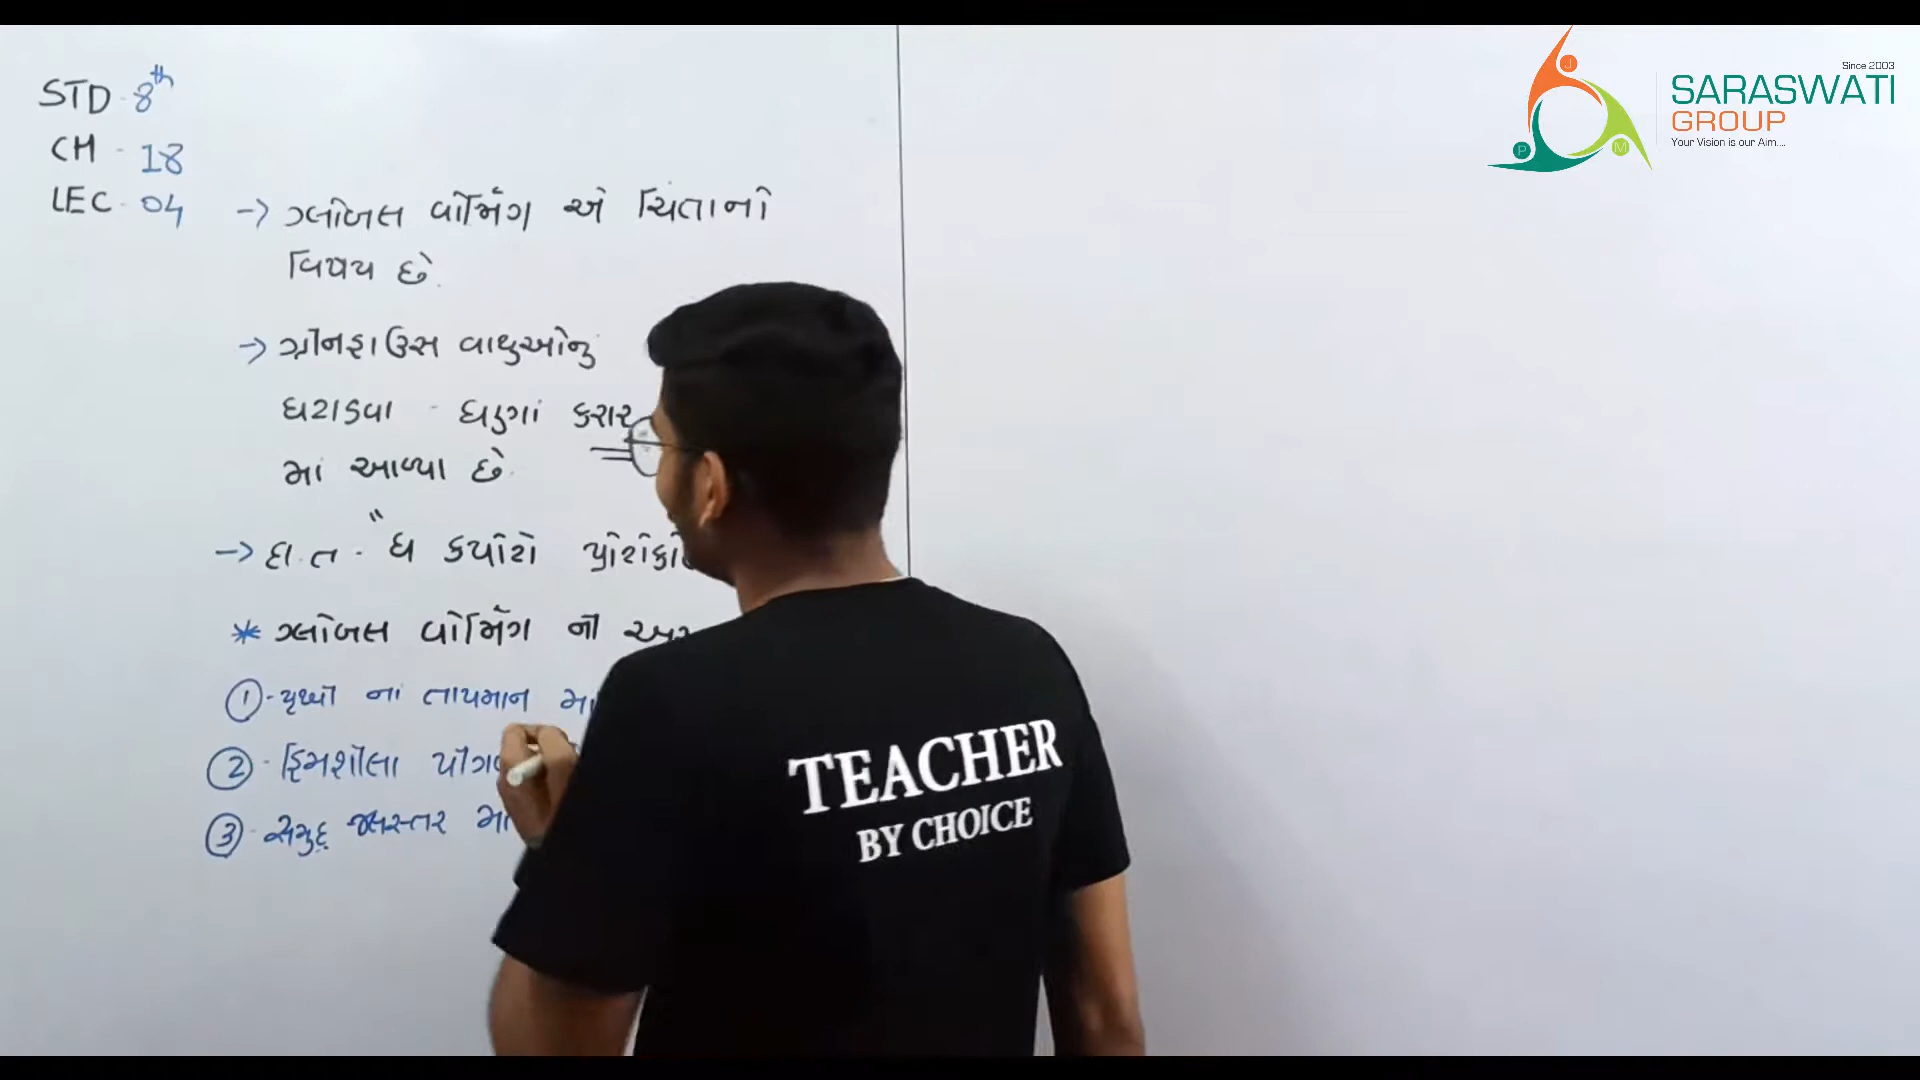 STD - 8th
CH - 18
LEC - 04
→ ગ્લોબલ વોર્મિંગ એ ચિંતાનો
વિષય છે.
→ ગ્રીનહાઉસ વાયુઓનુ
ઘટાડવા - ઘણાં કરાર
માં આવ્યા છે.
→ દા.ત. - "ધ ક્યોટો પ્રોટોકોલ
* ગ્લોબલ વોર્મિંગ ની
① - પૃથ્વી નાં તાપમાન માં
② - હિમશીલા
③ - સમુદ્ર જલસ્તર માં
TEACHER
BY CHOICE
Since 2003
SARASWATI
GROUP
Your Vision is our Aim....
J
P
M